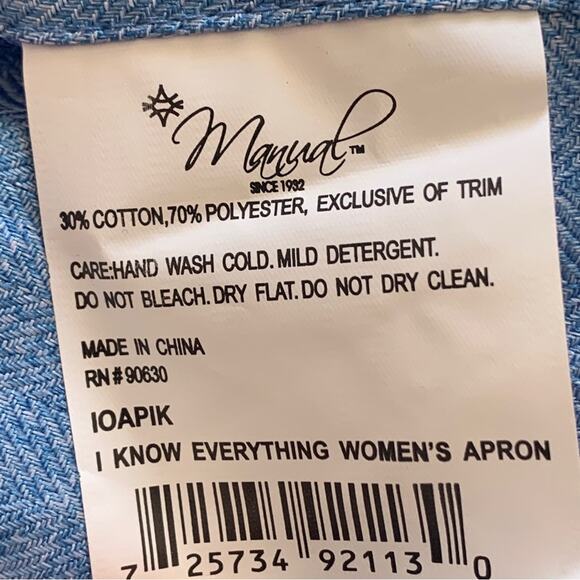 Manual™
SINCE 1932
30% COTTON,70% POLYESTER, EXCLUSIVE OF TRIM
CARE:HAND WASH COLD.MILD DETERGENT.
DO NOT BLEACH.DRY FLAT.DO NOT DRY CLEAN.
MADE IN CHINA
RN#90630
IOAPIK
I KNOW EVERYTHING WOMEN'S APRON
7 25734 92113 0